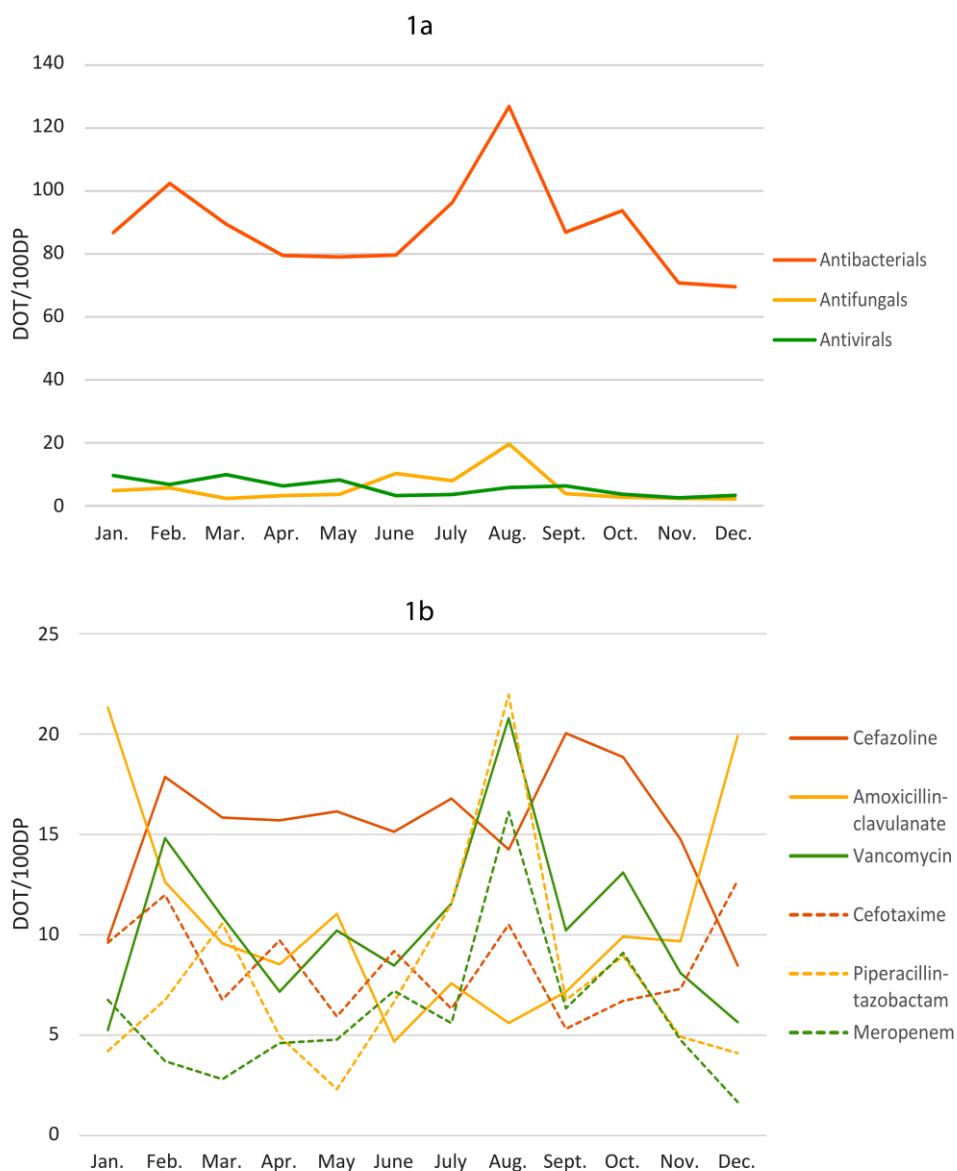 1a
140
120
100
80
60
40
20
0
DOT/100DP
Jan. Feb. Mar. Apr. May June July Aug. Sept. Oct. Nov. Dec.
Antibacterials
Antifungals
Antivirals
1b
25
20
15
10
5
0
DOT/100DP
Jan. Feb. Mar. Apr. May June July Aug. Sept. Oct. Nov. Dec.
Cefazoline
Amoxicillin-
clavulanate
Vancomycin
Cefotaxime
Piperacillin-
tazobactam
Meropenem